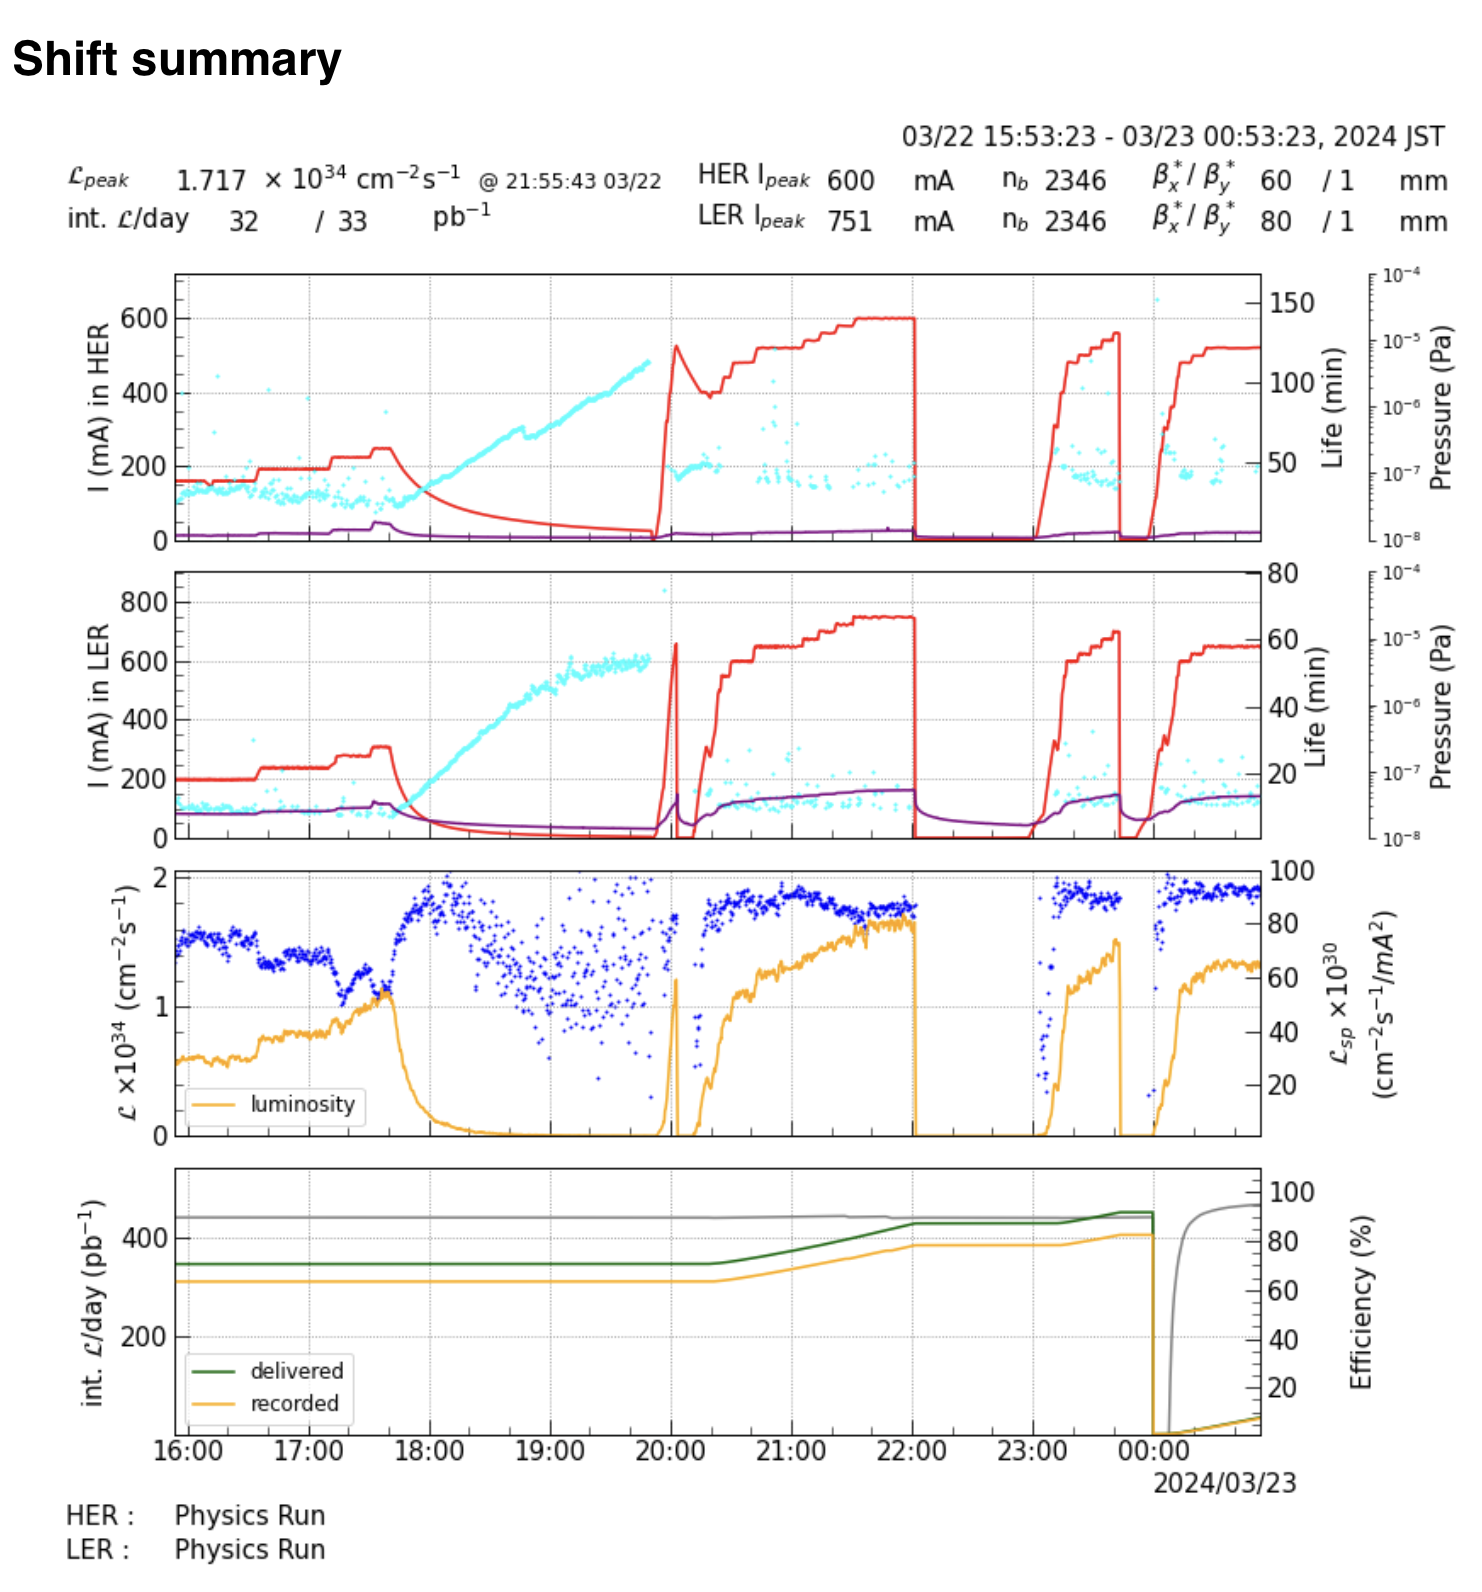 Shift summary
03/22 15:53:23 - 03/23 00:53:23, 2024 JST
ℒpeak 1.717 × 10³⁴ cm⁻²s⁻¹ @ 21:55:43 03/22 HER Ipeak 600 mA nb 2346 βx*/ βy* 60 / 1 mm
int. ℒ/day 32 / 33 pb⁻¹ LER Ipeak 751 mA nb 2346 βx*/ βy* 80 / 1 mm
I (mA) in HER
600
400
200
0
150
100
50
Life (min)
10⁻⁴
10⁻⁵
10⁻⁶
10⁻⁷
10⁻⁸
Pressure (Pa)
I (mA) in LER
800
600
400
200
0
80
60
40
20
Life (min)
10⁻⁴
10⁻⁵
10⁻⁶
10⁻⁷
10⁻⁸
Pressure (Pa)
ℒ ×10³⁴ (cm⁻²s⁻¹)
2
1
0
luminosity
100
80
60
40
20
ℒsp ×10³⁰
(cm⁻²s⁻¹/mA²)
int. ℒ/day (pb⁻¹)
400
200
delivered
recorded
100
80
60
40
20
Efficiency (%)
16:00 17:00 18:00 19:00 20:00 21:00 22:00 23:00 00:00
2024/03/23
HER : Physics Run
LER : Physics Run